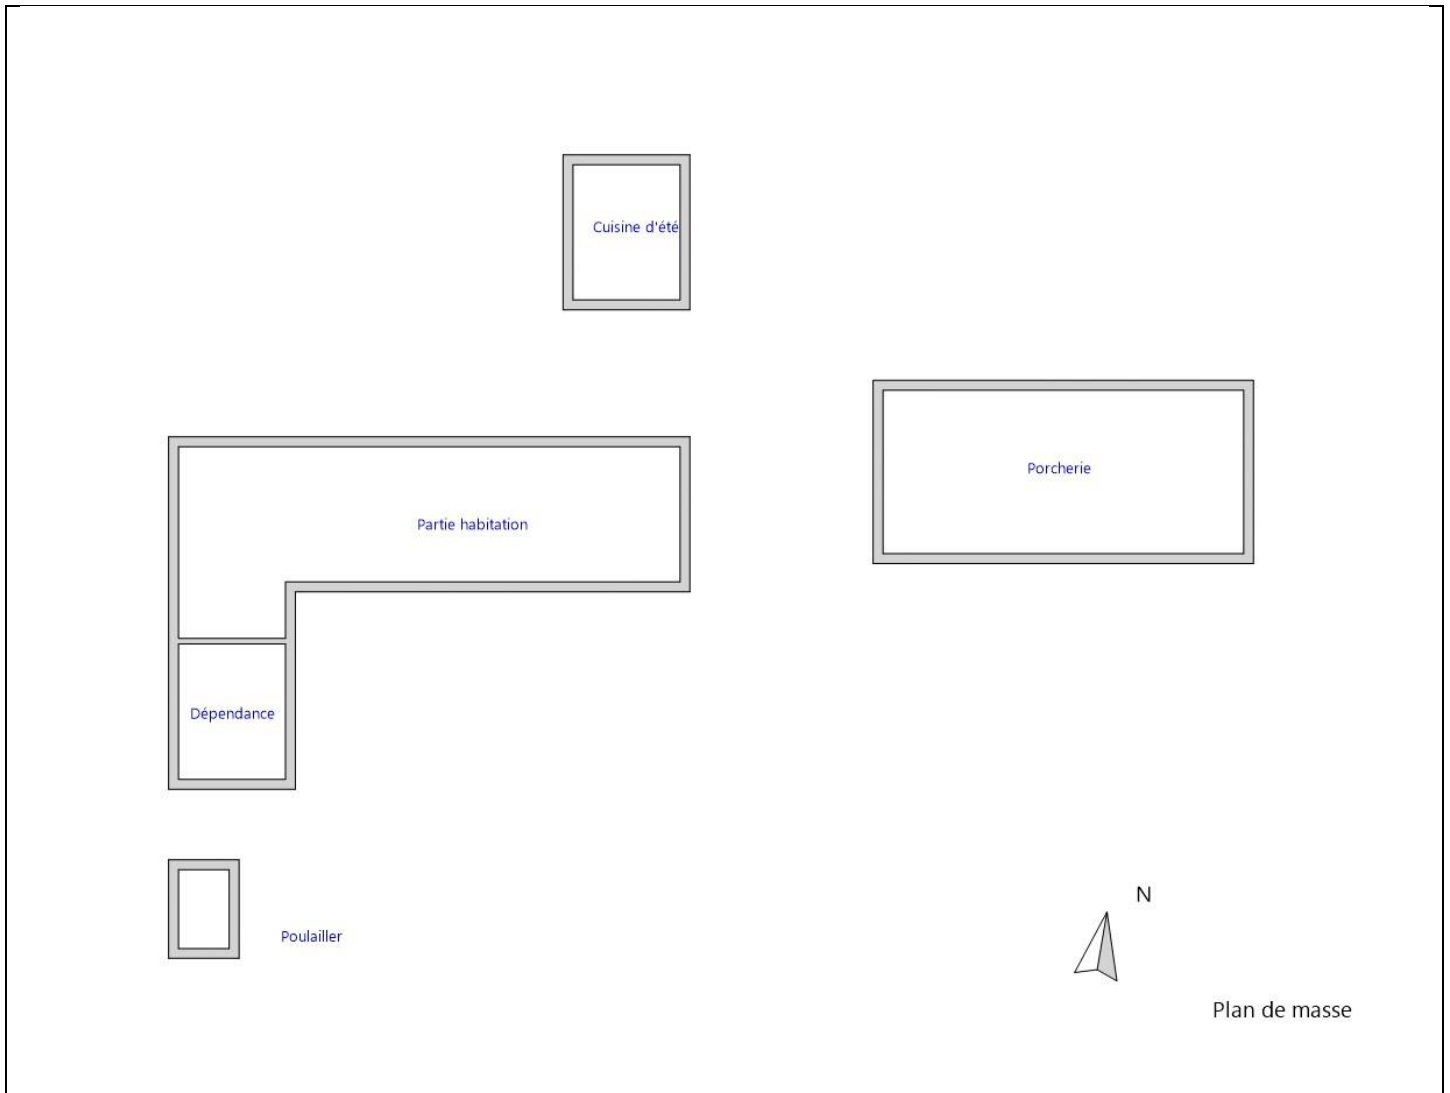 Cuisine d'été
Porcherie
Partie habitation
Dépendance
Poulailler
N
Plan de masse